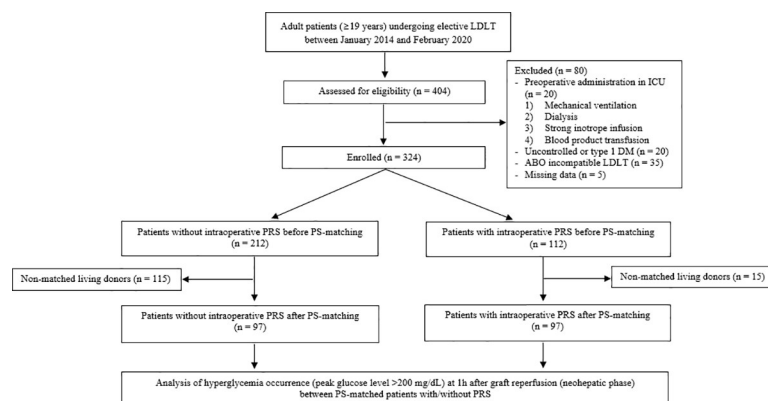 Adult patients (≥19 years) undergoing elective LDLT
between January 2014 and February 2020
Assessed for eligibility (n = 404)
Excluded (n = 80)
- Preoperative administration in ICU
(n = 20)
1) Mechanical ventilation
2) Dialysis
3) Strong inotrope infusion
4) Blood product transfusion
- Uncontrolled or type 1 DM (n = 20)
- ABO incompatible LDLT (n = 35)
- Missing data (n = 5)
Enrolled (n = 324)
Patients without intraoperative PRS before PS-matching
(n = 212)
Patients with intraoperative PRS before PS-matching
(n = 112)
Non-matched living donors (n = 115)
Non-matched living donors (n = 15)
Patients without intraoperative PRS after PS-matching
(n = 97)
Patients with intraoperative PRS after PS-matching
(n = 97)
Analysis of hyperglycemia occurrence (peak glucose level >200 mg/dL) at 1h after graft reperfusion (neohepatic phase)
between PS-matched patients with/without PRS